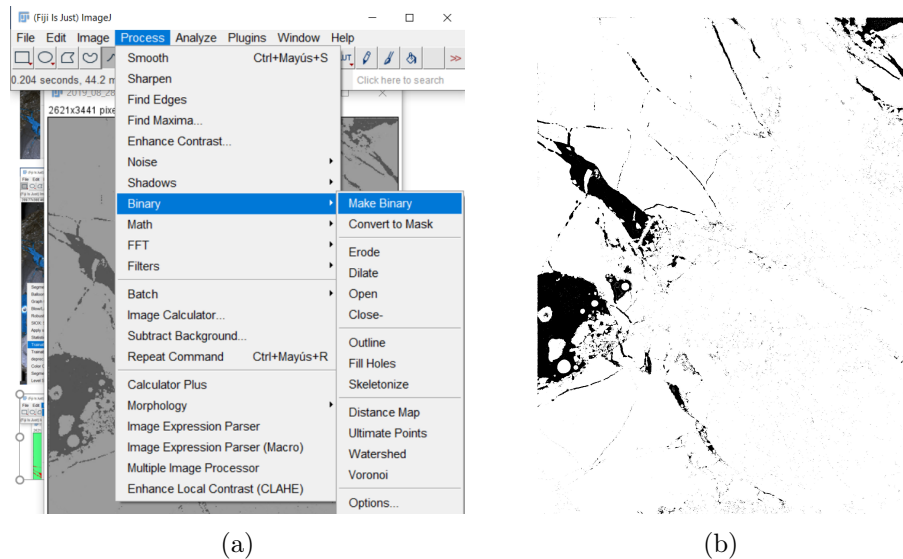 (Fiji Is Just) ImageJ
File Edit Image Process Analyze Plugins Window Help
0.204 seconds, 44.2 m
Click here to search
2019_08_28
2621x3441 pixe
Smooth Ctrl+Mayús+S
Sharpen
Find Edges
Find Maxima...
Enhance Contrast...
Noise
Shadows
Binary
Math
FFT
Filters
Batch
Image Calculator...
Subtract Background...
Repeat Command Ctrl+Mayús+R
Calculator Plus
Morphology
Image Expression Parser
Image Expression Parser (Macro)
Multiple Image Processor
Enhance Local Contrast (CLAHE)
Make Binary
Convert to Mask
Erode
Dilate
Open
Close-
Outline
Fill Holes
Skeletonize
Distance Map
Ultimate Points
Watershed
Voronoi
Options...
(a)
(b)